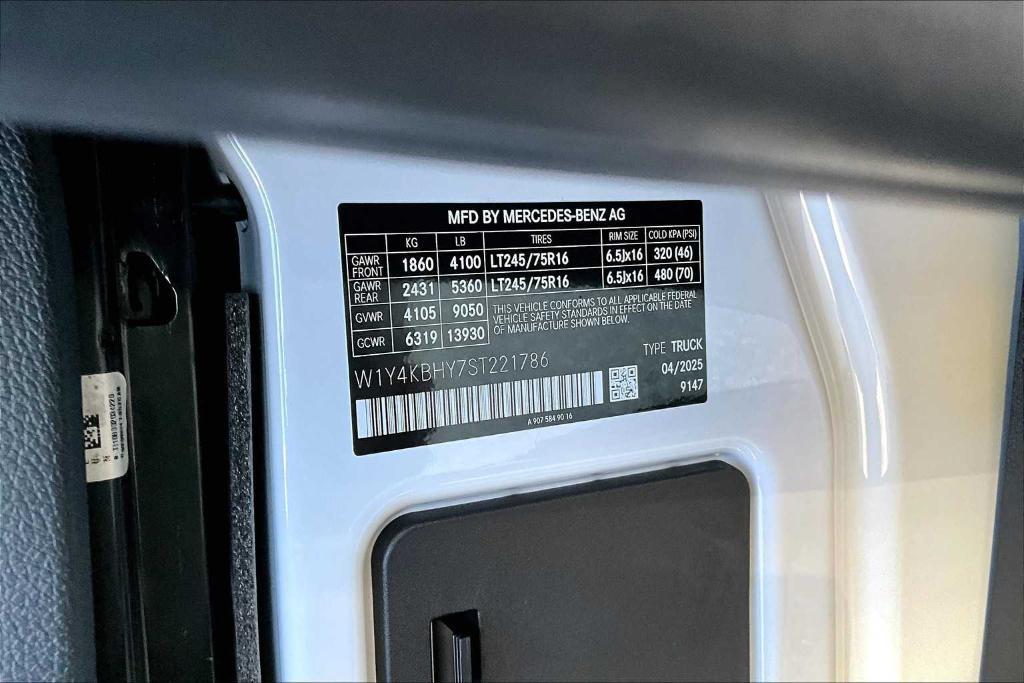 MFD BY MERCEDES-BENZ AG
KG LB TIRES RIM SIZE COLD KPA (PSI)
GAWR FRONT 1860 4100 LT245/75R16 6.5Jx16 320 (46)
GAWR REAR 2431 5360 LT245/75R16 6.5Jx16 480 (70)
GVWR 4105 9050
GCWR 6319 13930
THIS VEHICLE CONFORMS TO ALL APPLICABLE FEDERAL
VEHICLE SAFETY STANDARDS IN EFFECT ON THE DATE
OF MANUFACTURE SHOWN BELOW.
W1Y4KBHY7ST221786
TYPE TRUCK
04/2025
9147
A 907 584 90 16